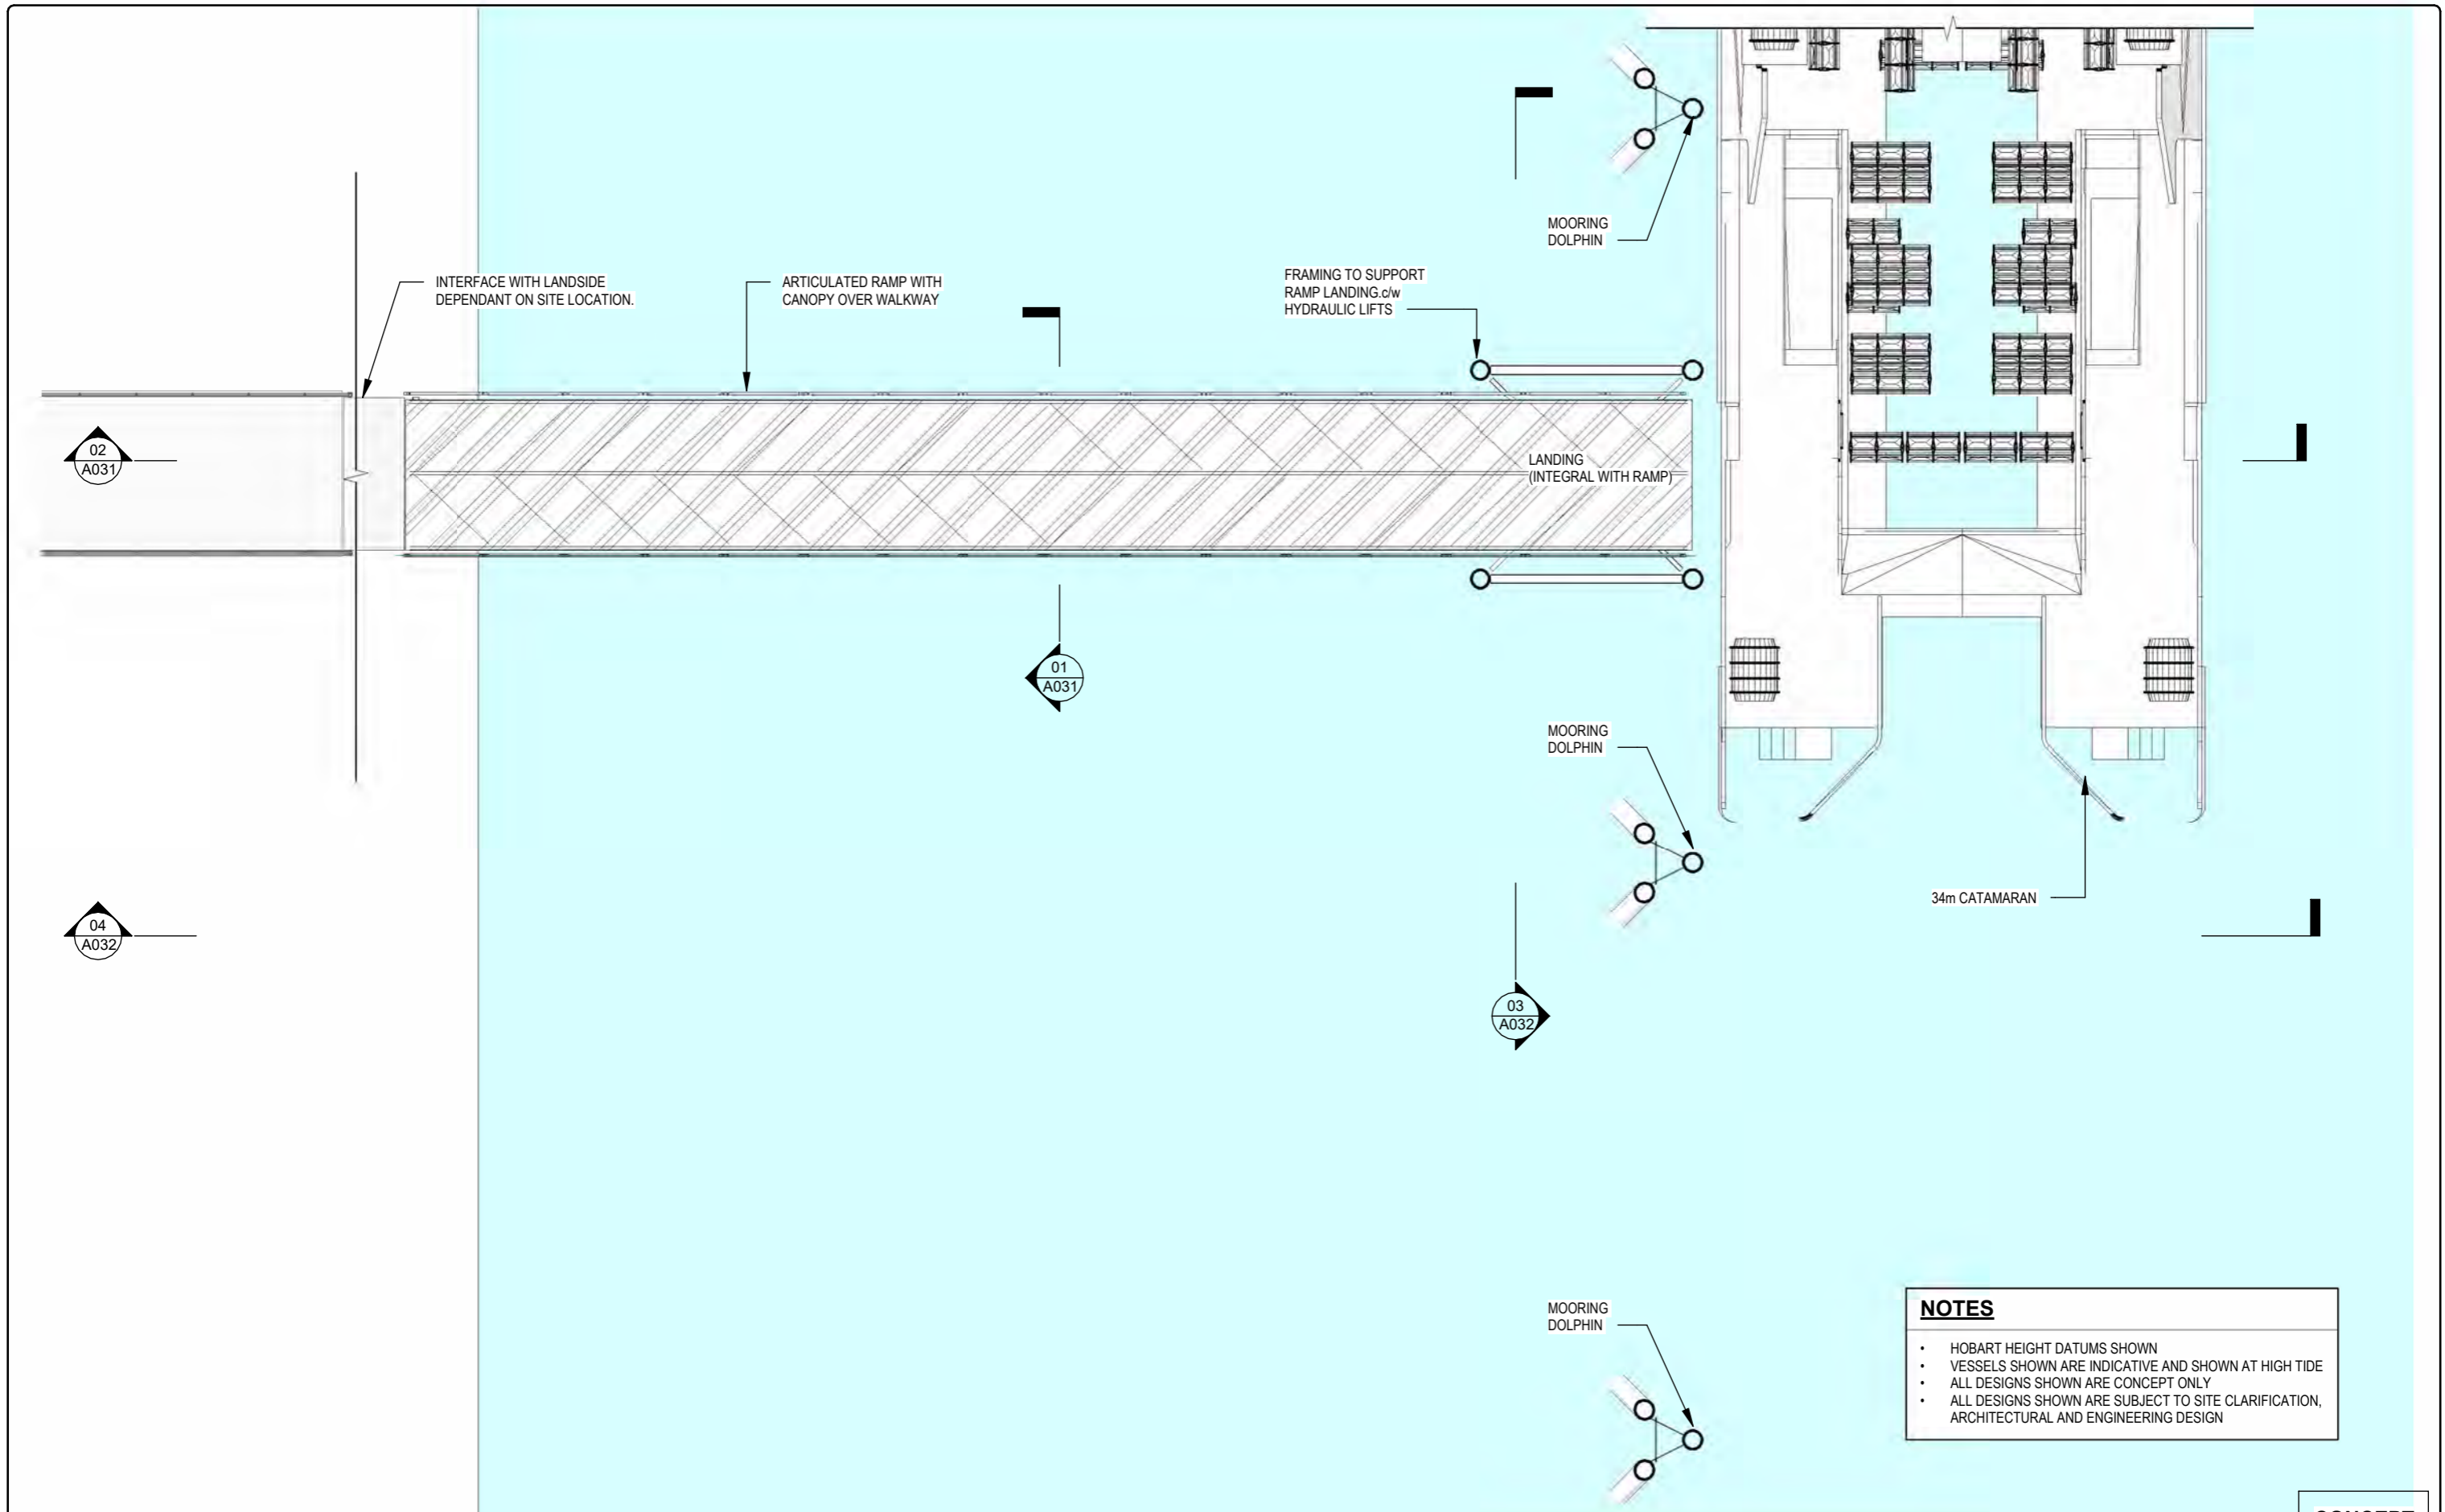 MOORING
DOLPHIN
INTERFACE WITH LANDSIDE
DEPENDANT ON SITE LOCATION.
ARTICULATED RAMP WITH
CANOPY OVER WALKWAY
FRAMING TO SUPPORT
RAMP LANDING.c/w
HYDRAULIC LIFTS
02
A031
LANDING
(INTEGRAL WITH RAMP)
01
A031
MOORING
DOLPHIN
34m CATAMARAN
04
A032
03
A032
MOORING
DOLPHIN
NOTES
• HOBART HEIGHT DATUMS SHOWN
• VESSELS SHOWN ARE INDICATIVE AND SHOWN AT HIGH TIDE
• ALL DESIGNS SHOWN ARE CONCEPT ONLY
• ALL DESIGNS SHOWN ARE SUBJECT TO SITE CLARIFICATION,
ARCHITECTURAL AND ENGINEERING DESIGN